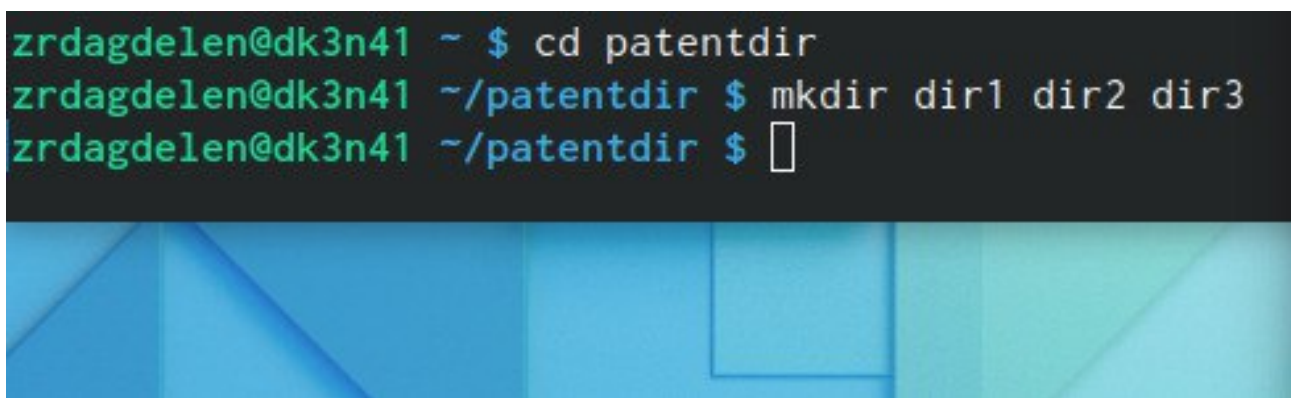 zrdagdelen@dk3n41 ~ $ cd patentdir
zrdagdelen@dk3n41 ~/patentdir $ mkdir dir1 dir2 dir3
zrdagdelen@dk3n41 ~/patentdir $